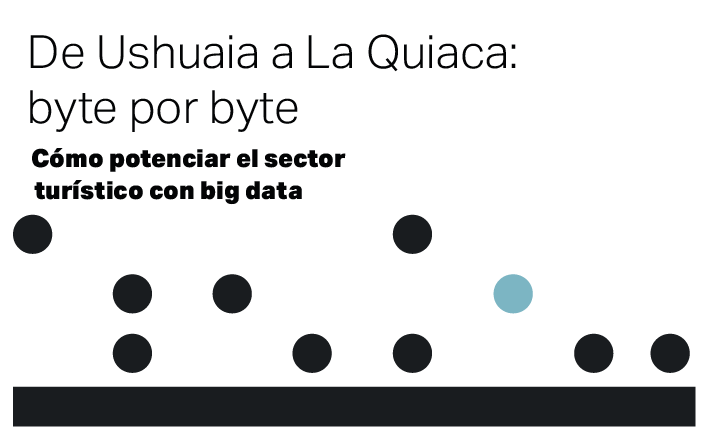 De Ushuaia a La Quiaca:
byte por byte
Cómo potenciar el sector
turístico con big data